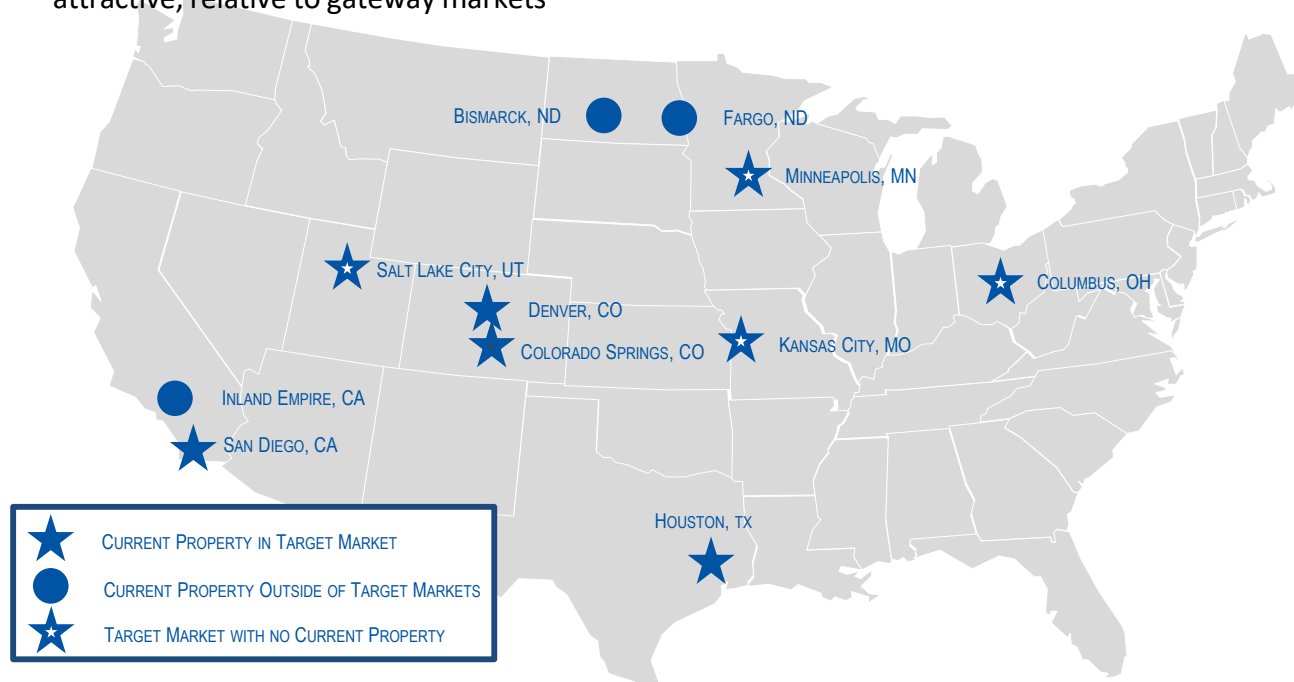 attractive, relative to gateway markets
BISMARCK, ND
FARGO, ND
MINNEAPOLIS, MN
SALT LAKE CITY, UT
COLUMBUS, OH
DENVER, CO
COLORADO SPRINGS, CO
KANSAS CITY, MO
INLAND EMPIRE, CA
SAN DIEGO, CA
HOUSTON, TX
CURRENT PROPERTY IN TARGET MARKET
CURRENT PROPERTY OUTSIDE OF TARGET MARKETS
TARGET MARKET WITH NO CURRENT PROPERTY